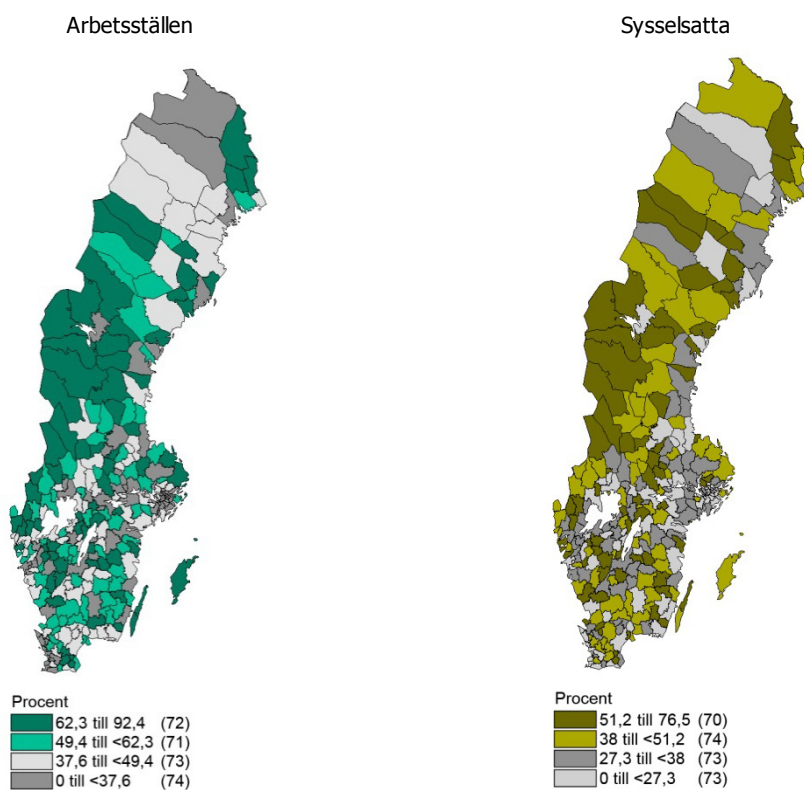 Arbetsställen
Sysselsatta
Procent
62,3 till 92,4 (72)
49,4 till <62,3 (71)
37,6 till <49,4 (73)
0 till <37,6 (74)
Procent
51,2 till 76,5 (70)
38 till <51,2 (74)
27,3 till <38 (73)
0 till <27,3 (73)